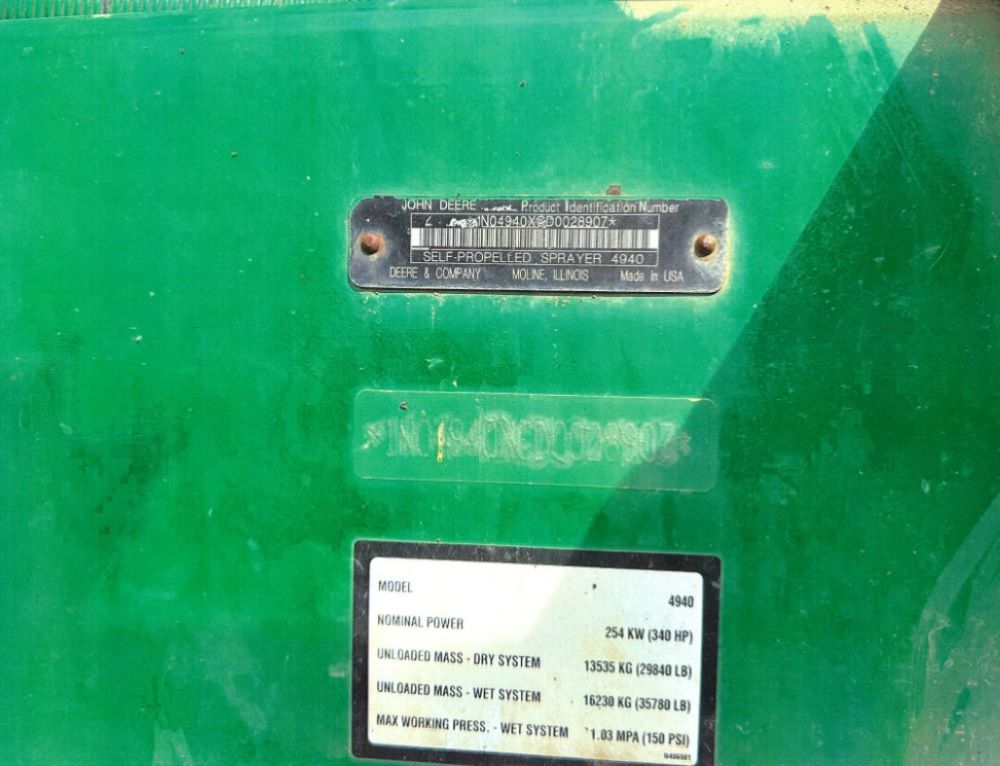 JOHN DEERE Product Identification Number
1N04940X D0028907*
SELF-PROPELLED SPRAYER 4940
DEERE & COMPANY MOLINE, ILLINOIS Made In USA
MODEL 4940
NOMINAL POWER 254 KW (340 HP)
UNLOADED MASS - DRY SYSTEM 13535 KG (29840 LB)
UNLOADED MASS - WET SYSTEM 16230 KG (35780 LB)
MAX WORKING PRESS. - WET SYSTEM 1.03 MPA (150 PSI)